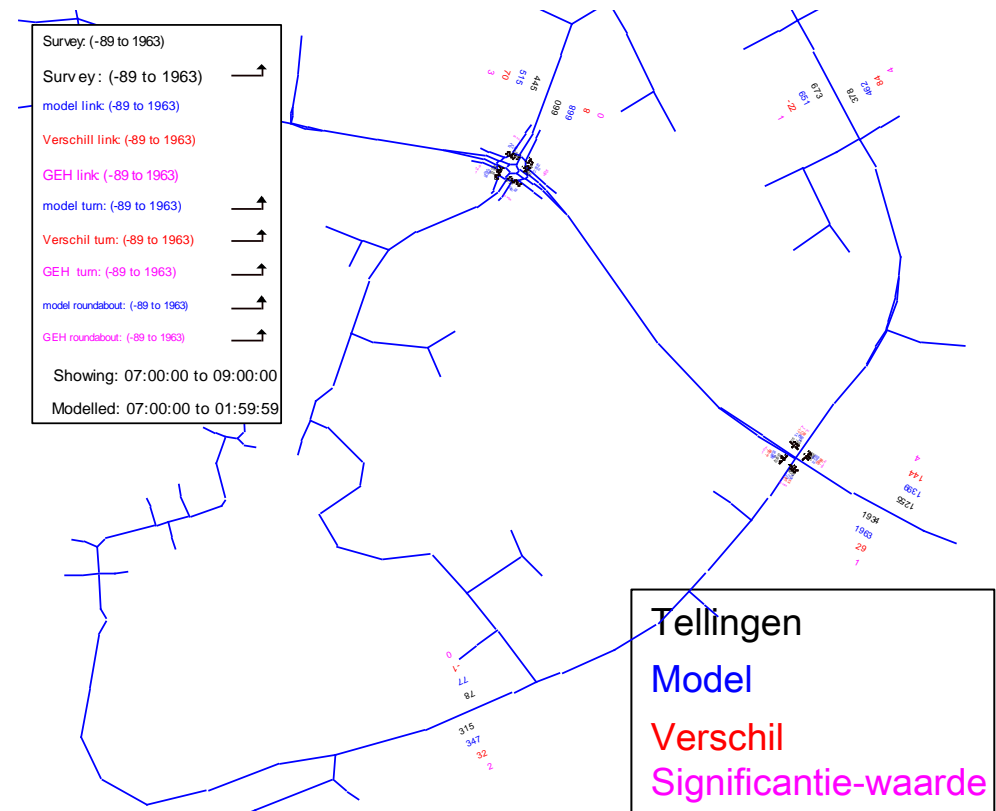 Survey: (-89 to 1963)
Survey: (-89 to 1963)
model link: (-89 to 1963)
Verschill link: (-89 to 1963)
GEH link: (-89 to 1963)
model turn: (-89 to 1963)
Verschil turn: (-89 to 1963)
GEH turn: (-89 to 1963)
model roundabout: (-89 to 1963)
GEH roundabout: (-89 to 1963)
Showing: 07:00:00 to 09:00:00
Modelled: 07:00:00 to 01:59:59
3
70
515
445
660
668
8
0
4
84
462
378
673
651
-22
1
4
144
1399
1255
1934
1963
29
1
0
-1
77
78
315
347
32
2
Tellingen
Model
Verschil
Significantie-waarde